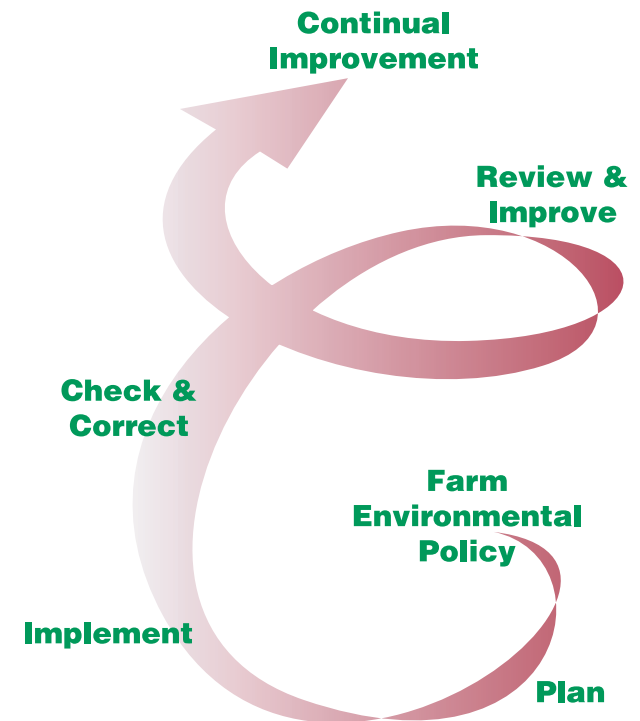 Continual
Improvement
Review &
Improve
Check &
Correct
Farm
Environmental
Policy
Implement
Plan